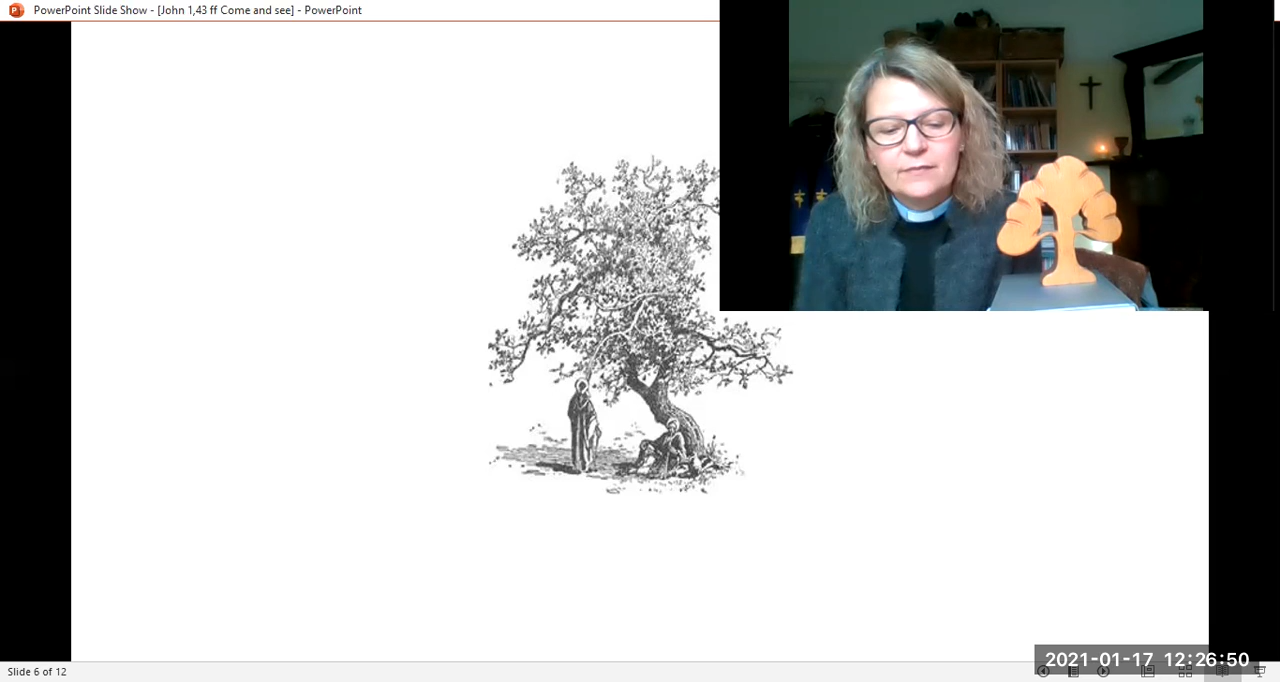 PowerPoint Slide Show - [John 1,43 ff Come and see] - PowerPoint
Slide 6 of 12
2021-01-17 12:26:50